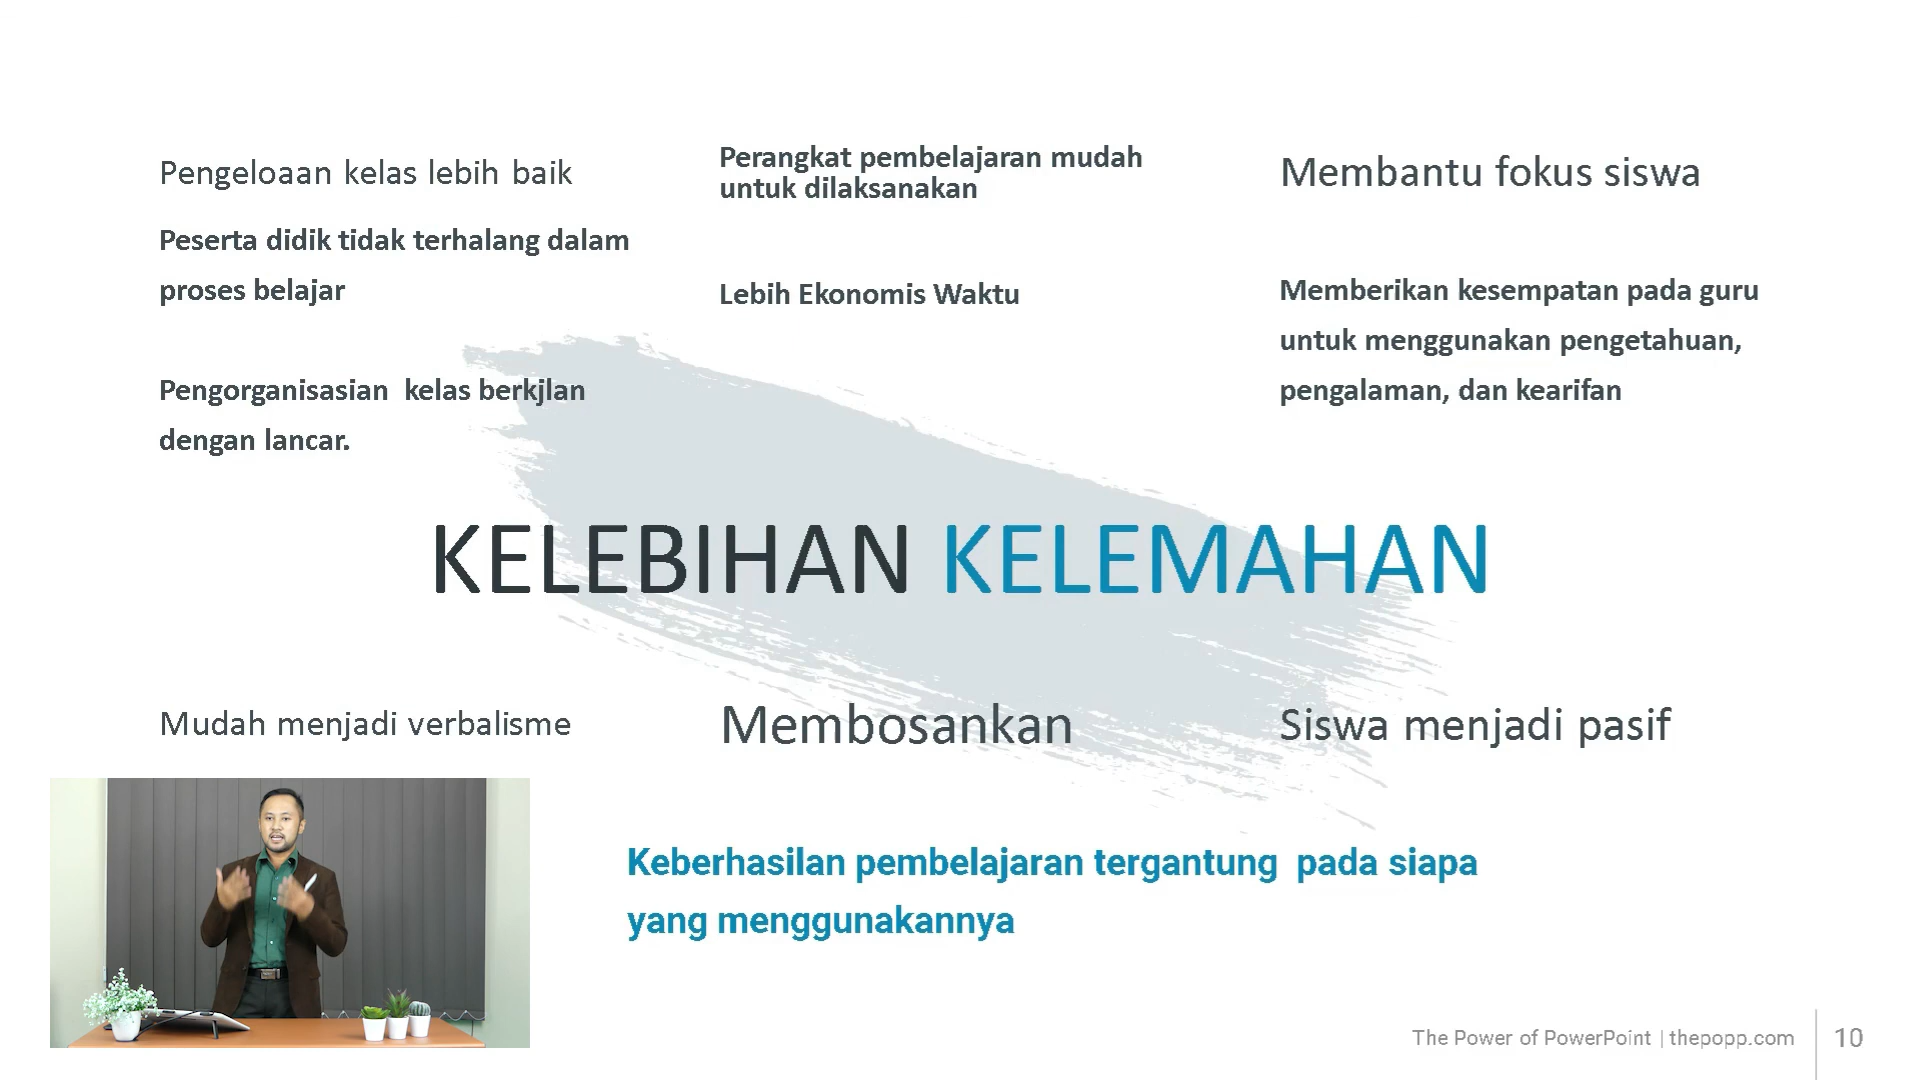 Pengeloaan kelas lebih baik
Peserta didik tidak terhalang dalam
proses belajar
Pengorganisasian  kelas berkjlan
dengan lancar.
Perangkat pembelajaran mudah
untuk dilaksanakan
Lebih Ekonomis Waktu
Membantu fokus siswa
Memberikan kesempatan pada guru
untuk menggunakan pengetahuan,
pengalaman, dan kearifan
KELEBIHAN KELEMAHAN
Mudah menjadi verbalisme
Membosankan
Siswa menjadi pasif
Keberhasilan pembelajaran tergantung  pada siapa
yang menggunakannya
The Power of PowerPoint | thepopp.com
10